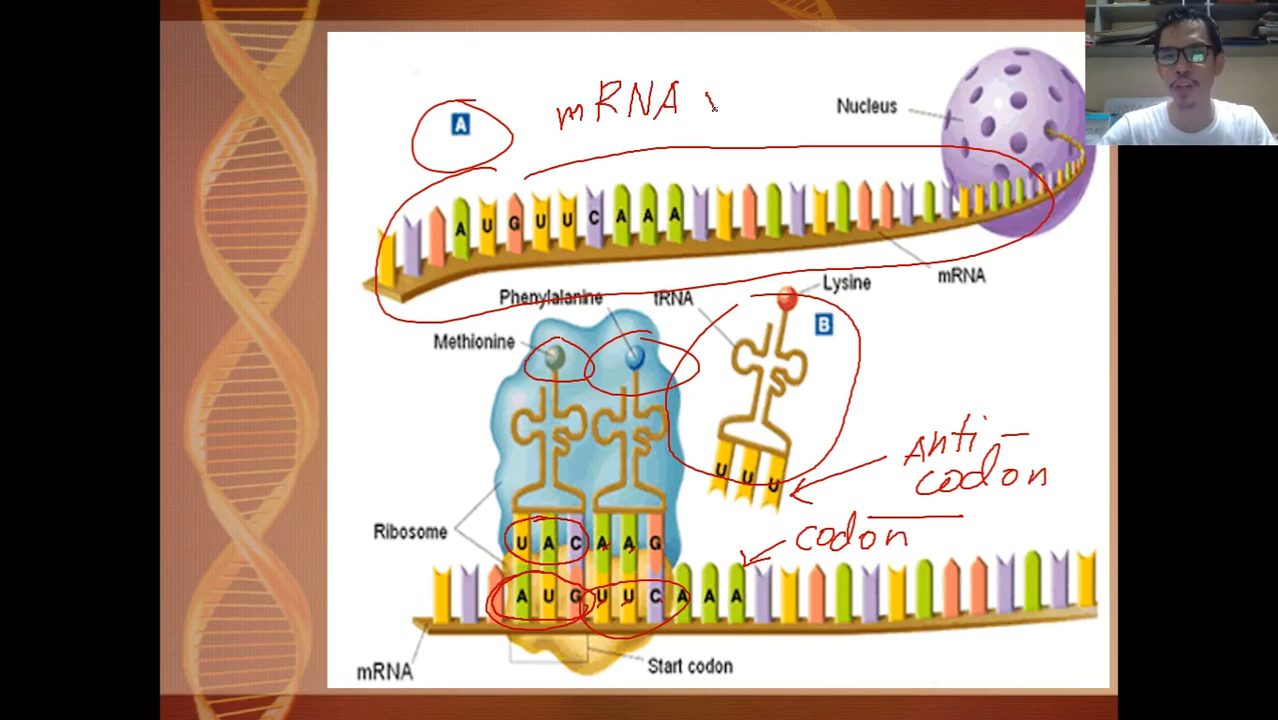 A
mRNA
Nucleus
A U G U U C A A A
mRNA
Phenylalanine
tRNA
Lysine
B
Methionine
U U U
Anti-
codon
codon
Ribosome
U A C A A G
A U G U U C A A A
Start codon
mRNA